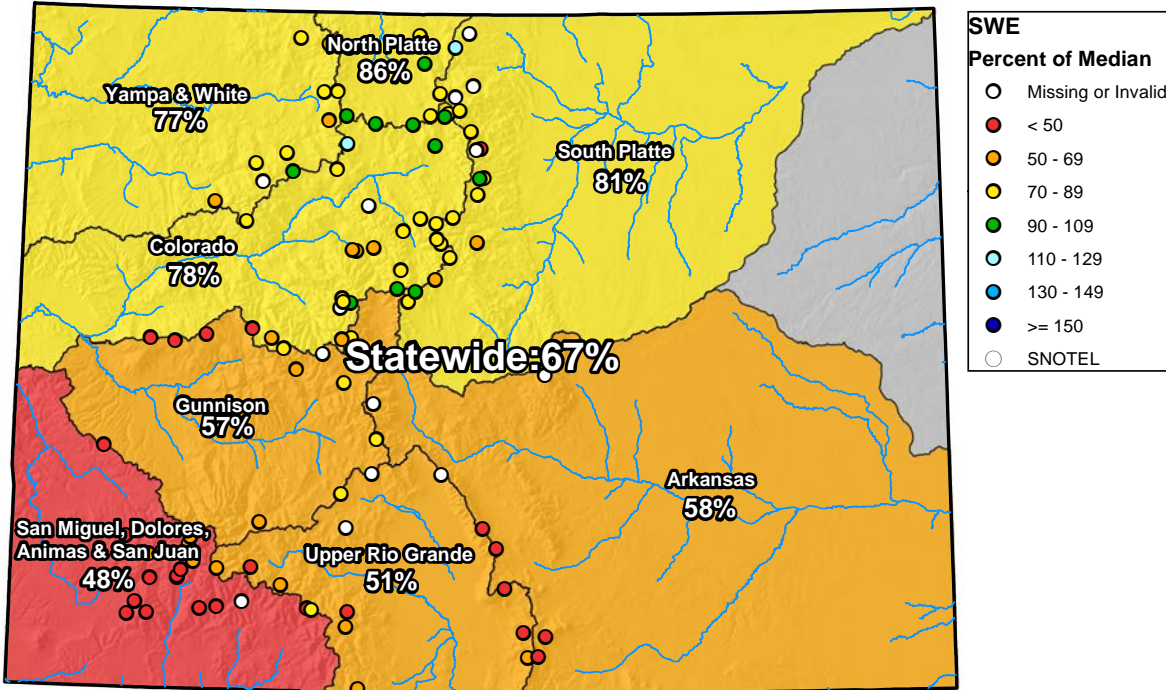 North Platte
86%
Yampa & White
77%
South Platte
81%
Colorado
78%
Statewide:67%
Gunnison
57%
Arkansas
58%
San Miguel, Dolores,
Animas & San Juan
48%
Upper Rio Grande
51%
SWE
Percent of Median
Missing or Invalid
< 50
50 - 69
70 - 89
90 - 109
110 - 129
130 - 149
>= 150
SNOTEL